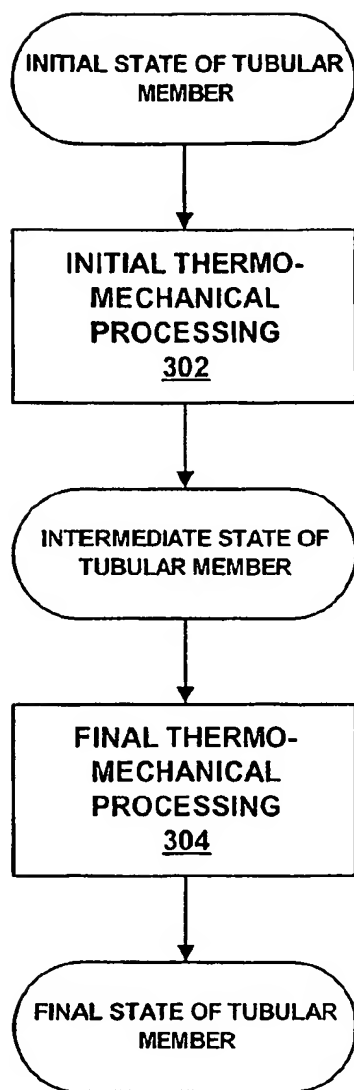 INITIAL STATE OF TUBULAR
MEMBER
INITIAL THERMO-
MECHANICAL
PROCESSING
302
INTERMEDIATE STATE OF
TUBULAR MEMBER
FINAL THERMO-
MECHANICAL
PROCESSING
304
FINAL STATE OF TUBULAR
MEMBER